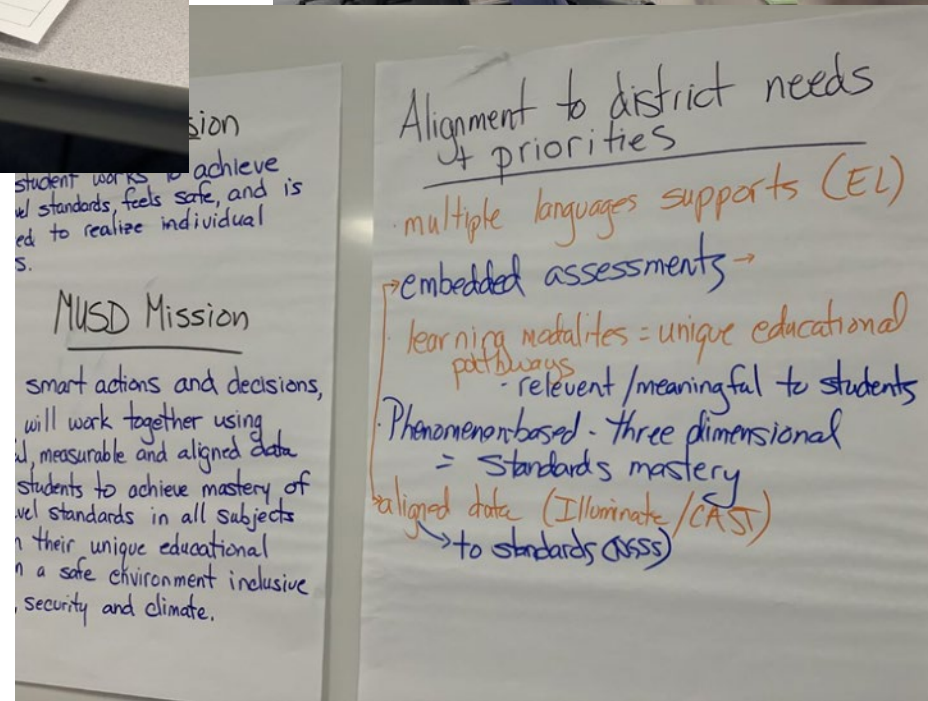 sion
student works to achieve
vel standards, feels safe, and is
ed to realize individual
s.
MUSD Mission
smart actions and decisions,
will work together using
measurable and aligned data
students to achieve mastery of
vel standards in all subjects
their unique educational
a safe environment inclusive
security and climate.
Alignment to district needs
+ priorities
· multiple languages supports (EL)
→embedded assessments→
· learning modalites = unique educational
pathways
- relevent/meaningful to students
· Phenomenon-based - three dimensional
= Standards mastery
→aligned data (Illuminate/CAST)
→to standards (NGSS)